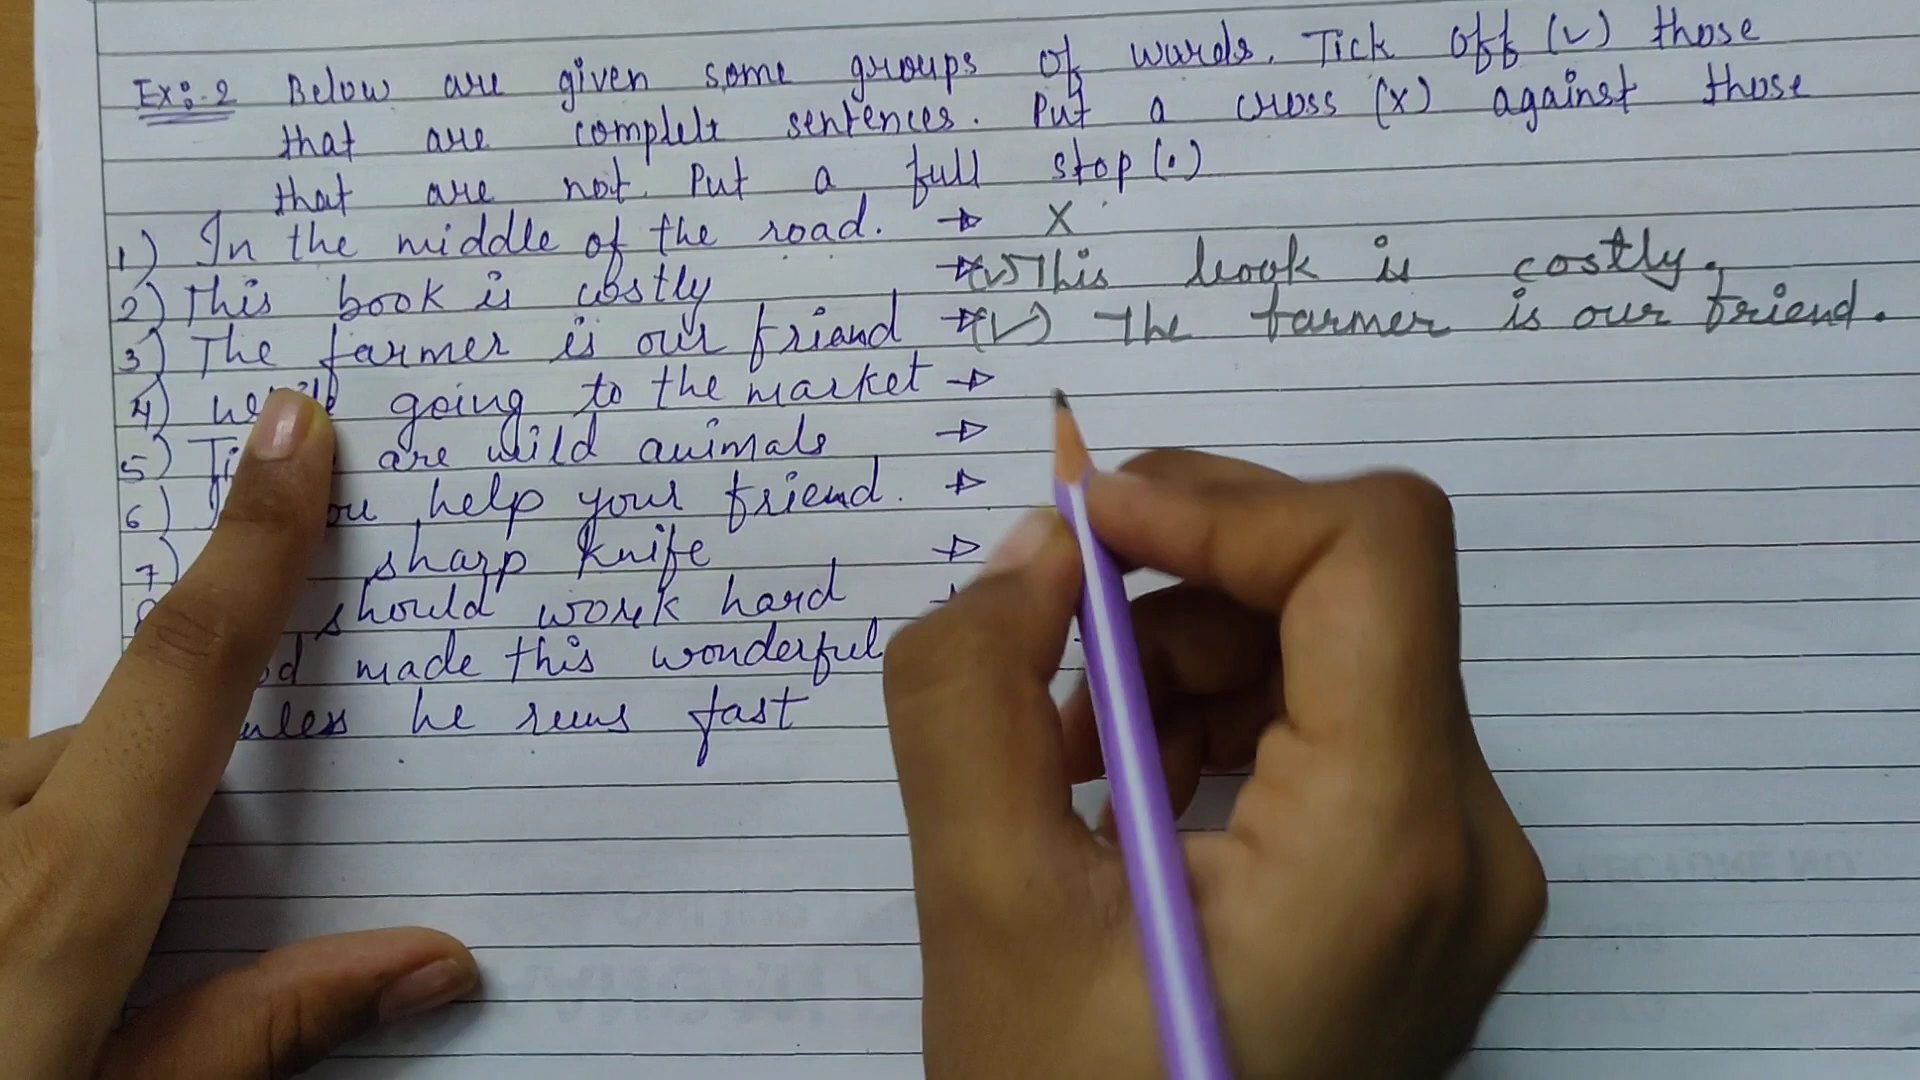 Ex:-2 Below are given some groups of words. Tick off (✓) those
that are complete sentences. Put a cross (x) against those
that are not. Put a full stop (.)
1) In the middle of the road. → X
2) This book is costly → (✓) This book is costly.
3) The farmer is our friend → (✓) The farmer is our friend.
4) going to the market →
5) are wild animals →
6) help your friend. →
7) sharp knife →
should work hard
made this wonderful
he runs fast